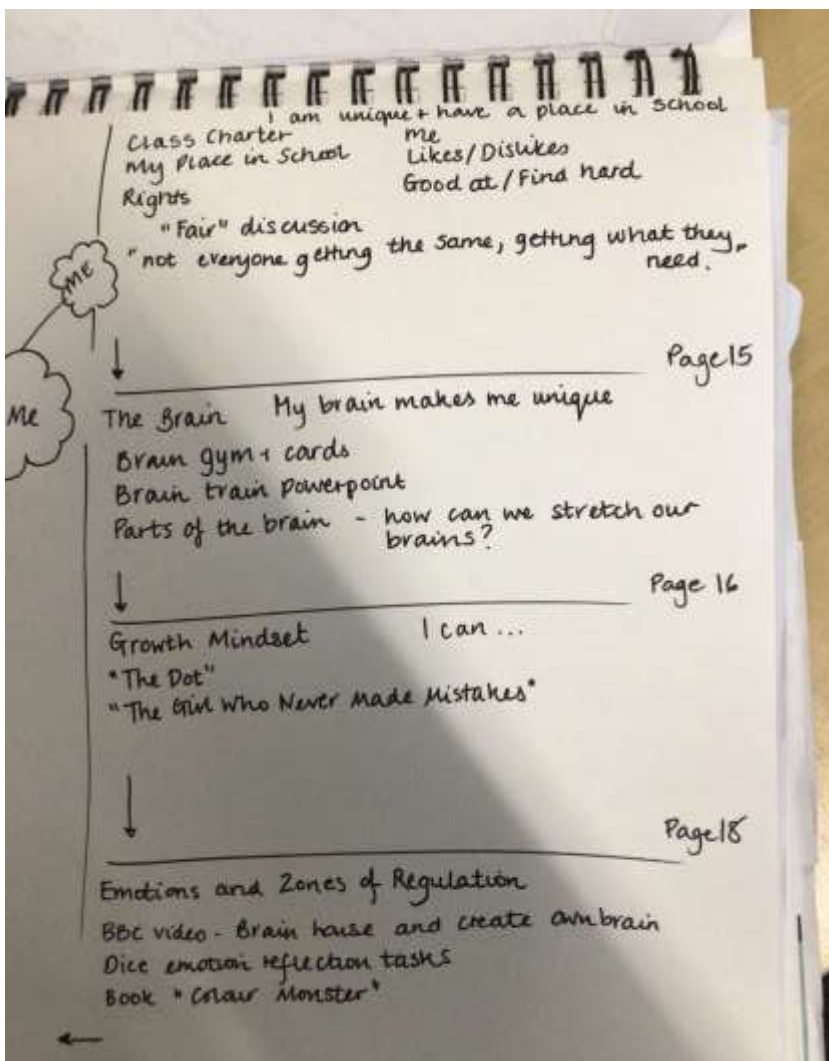 I am unique + have a place in school
Class Charter me
My Place in School Likes/Dislikes
Rights Good at/Find hard
"Fair" discussion
"not everyone getting the same, getting what they
need."
ME
Page 15
Me
The Brain My brain makes me unique
Brain gym + cards
Brain train powerpoint
Parts of the brain - how can we stretch our
brains?
Page 16
Growth Mindset I can ...
"The Dot"
"The Girl Who Never Made Mistakes"
Page 18
Emotions and Zones of Regulation
BBC video - Brain house and create own brain
Dice emotion reflection tasks
Book "Colour Monster"